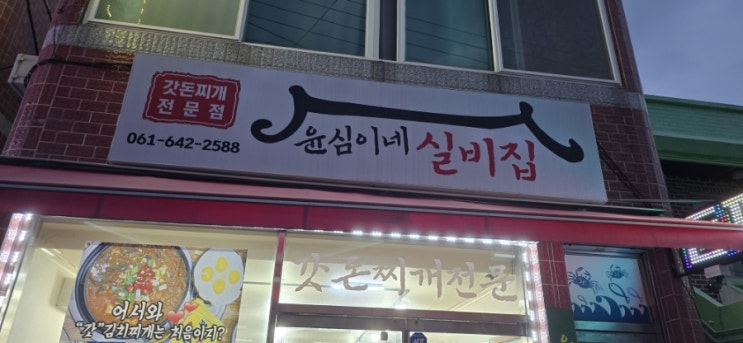 갓돈찌개
전문점
061-642-2588
윤심이네 실비집
갓돈찌개전문
어서와
"갓"김치찌개는 처음이지?